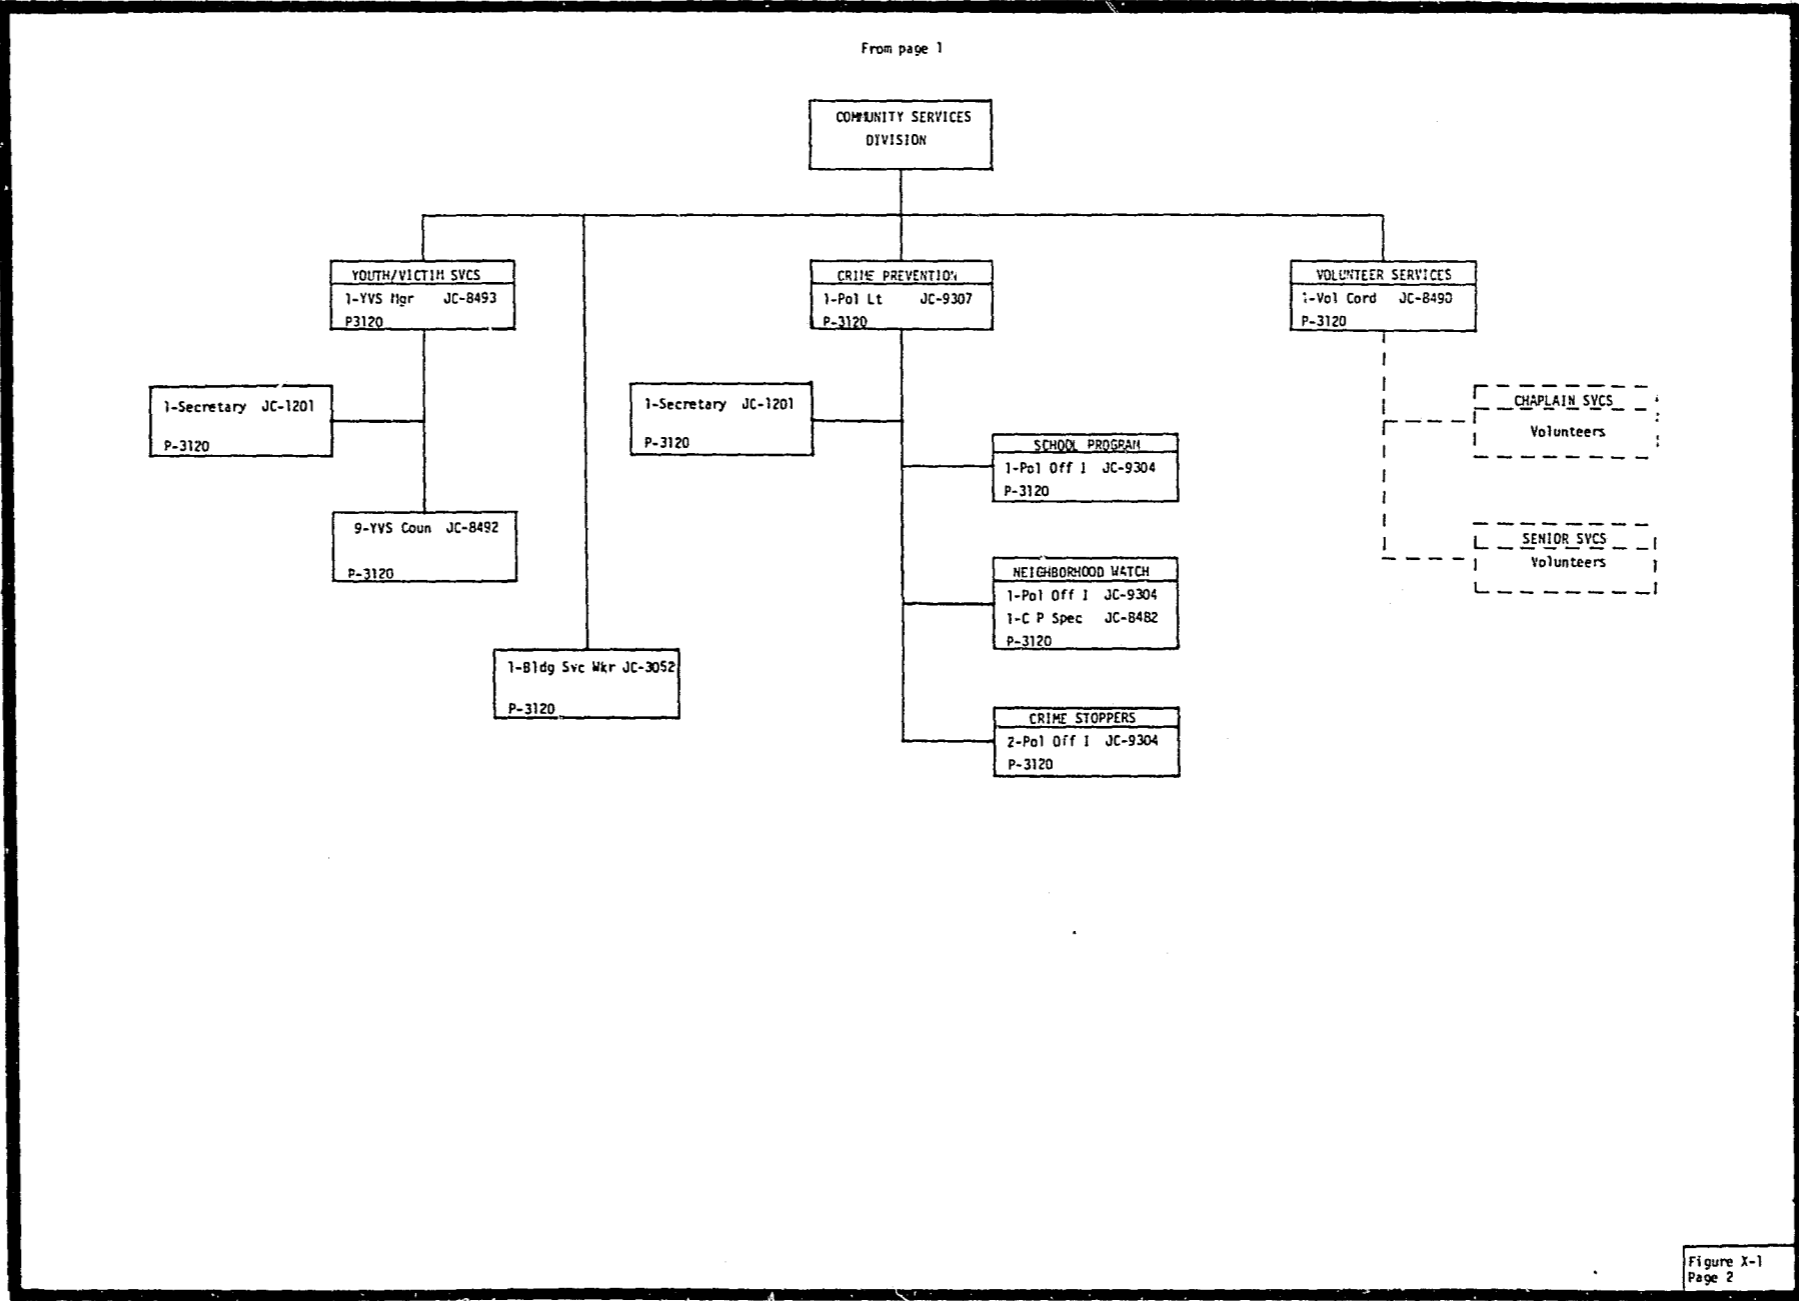 From page 1
COMMUNITY SERVICES
DIVISION
YOUTH/VICTIM SVCS
1-YVS Mgr JC-8493
P3120
CRIME PREVENTION
1-Pol Lt JC-9307
P-3120
VOLUNTEER SERVICES
1-Vol Cord JC-8490
P-3120
1-Secretary JC-1201
P-3120
1-Secretary JC-1201
P-3120
CHAPLAIN SVCS
Volunteers
SCHOOL PROGRAM
1-Pol Off I JC-9304
P-3120
9-YVS Coun JC-8492
P-3120
SENIOR SVCS
Volunteers
NEIGHBORHOOD WATCH
1-Pol Off I JC-9304
1-C P Spec JC-8482
P-3120
1-Bldg Svc Wkr JC-3052
P-3120
CRIME STOPPERS
2-Pol Off I JC-9304
P-3120
Figure X-1
Page 2